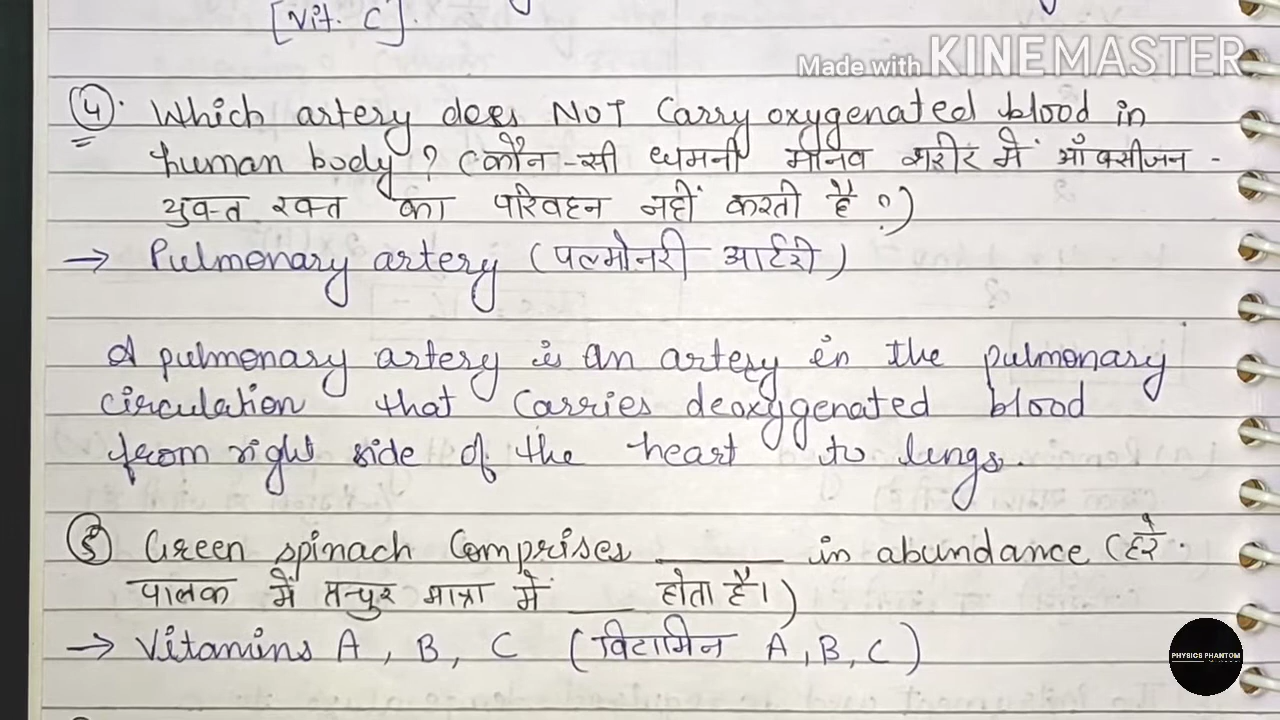 [Vit. C].
Made with KINEMASTER
④. Which artery does NOT carry oxygenated blood in
human body? (कौन-सी धमनी मानव शरीर में ऑक्सीजन -
युक्त रक्त का परिवहन नहीं करती है?)
→ Pulmonary artery (पल्मोनरी आर्टरी)
A pulmonary artery is an artery in the pulmonary
circulation that carries deoxygenated blood
from right side of the heart to lungs.
⑤ Green spinach comprises ____ in abundance (हरे
पालक में प्रचुर मात्रा में ___ होता है।)
→ Vitamins A, B, C (विटामिन A, B, C)
PHYSICS PHANTOM